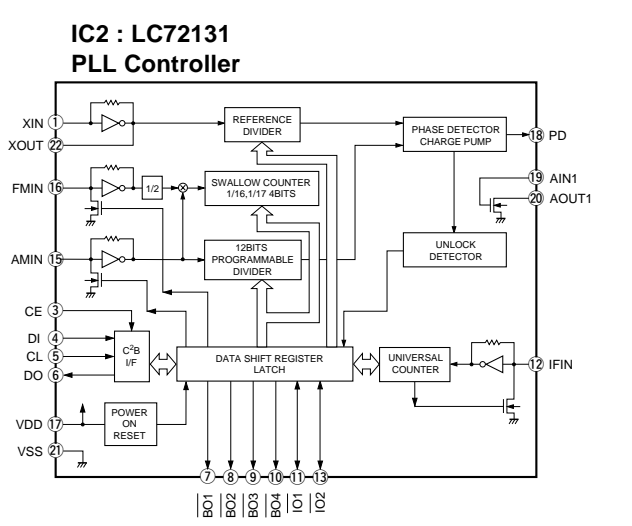 IC2 : LC72131
PLL Controller
XIN 1
XOUT 22
FMIN 16
AMIN 15
CE 3
DI 4
CL 5
DO 6
VDD 17
VSS 21
REFERENCE
DIVIDER
PHASE DETECTOR
CHARGE PUMP
18 PD
19 AIN1
20 AOUT1
1/2
SWALLOW COUNTER
1/16,1/17 4BITS
12BITS
PROGRAMMABLE
DIVIDER
UNLOCK
DETECTOR
C²B
I/F
DATA SHIFT REGISTER
LATCH
UNIVERSAL
COUNTER
12 IFIN
POWER
ON
RESET
7 8 9 10 11 13
BO1
BO2
BO3
BO4
IO1
IO2